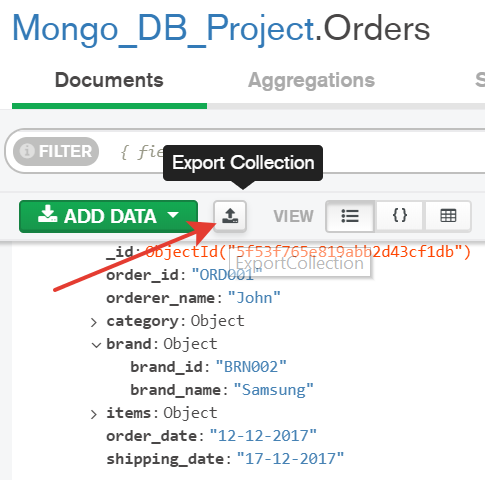 Mongo_DB_Project.Orders
Documents Aggregations S
FILTER { fie
Export Collection
ADD DATA VIEW {}
_id:ObjectId("5f53f765e819abb2d43cf1db")
ExportCollection
order_id:"ORD001"
orderer_name:"John"
category:Object
brand:Object
brand_id:"BRN002"
brand_name:"Samsung"
items:Object
order_date:"12-12-2017"
shipping_date:"17-12-2017"